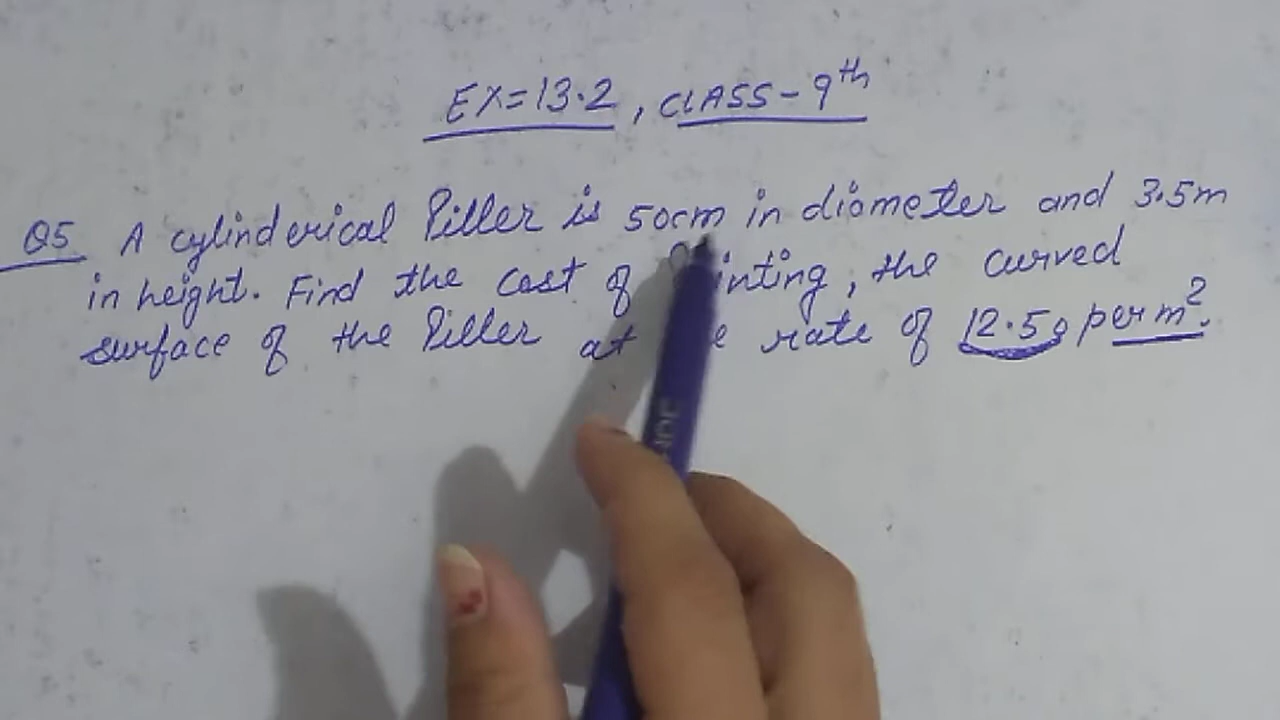 EX=13.2, CLASS-9th
Q5 A cylinderical Piller is 50cm in diameter and 3.5m
in height. Find the cost of inting, the curved
surface of the Piller at rate of 12.50 per m².